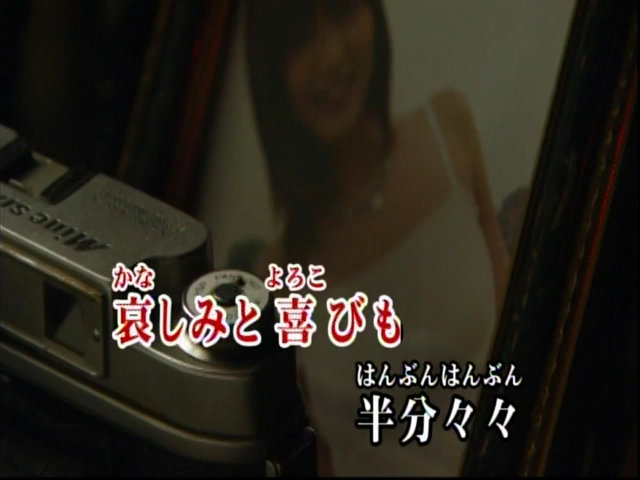 かな よろこ
哀しみと喜びも
はんぶんはんぶん
半分々々